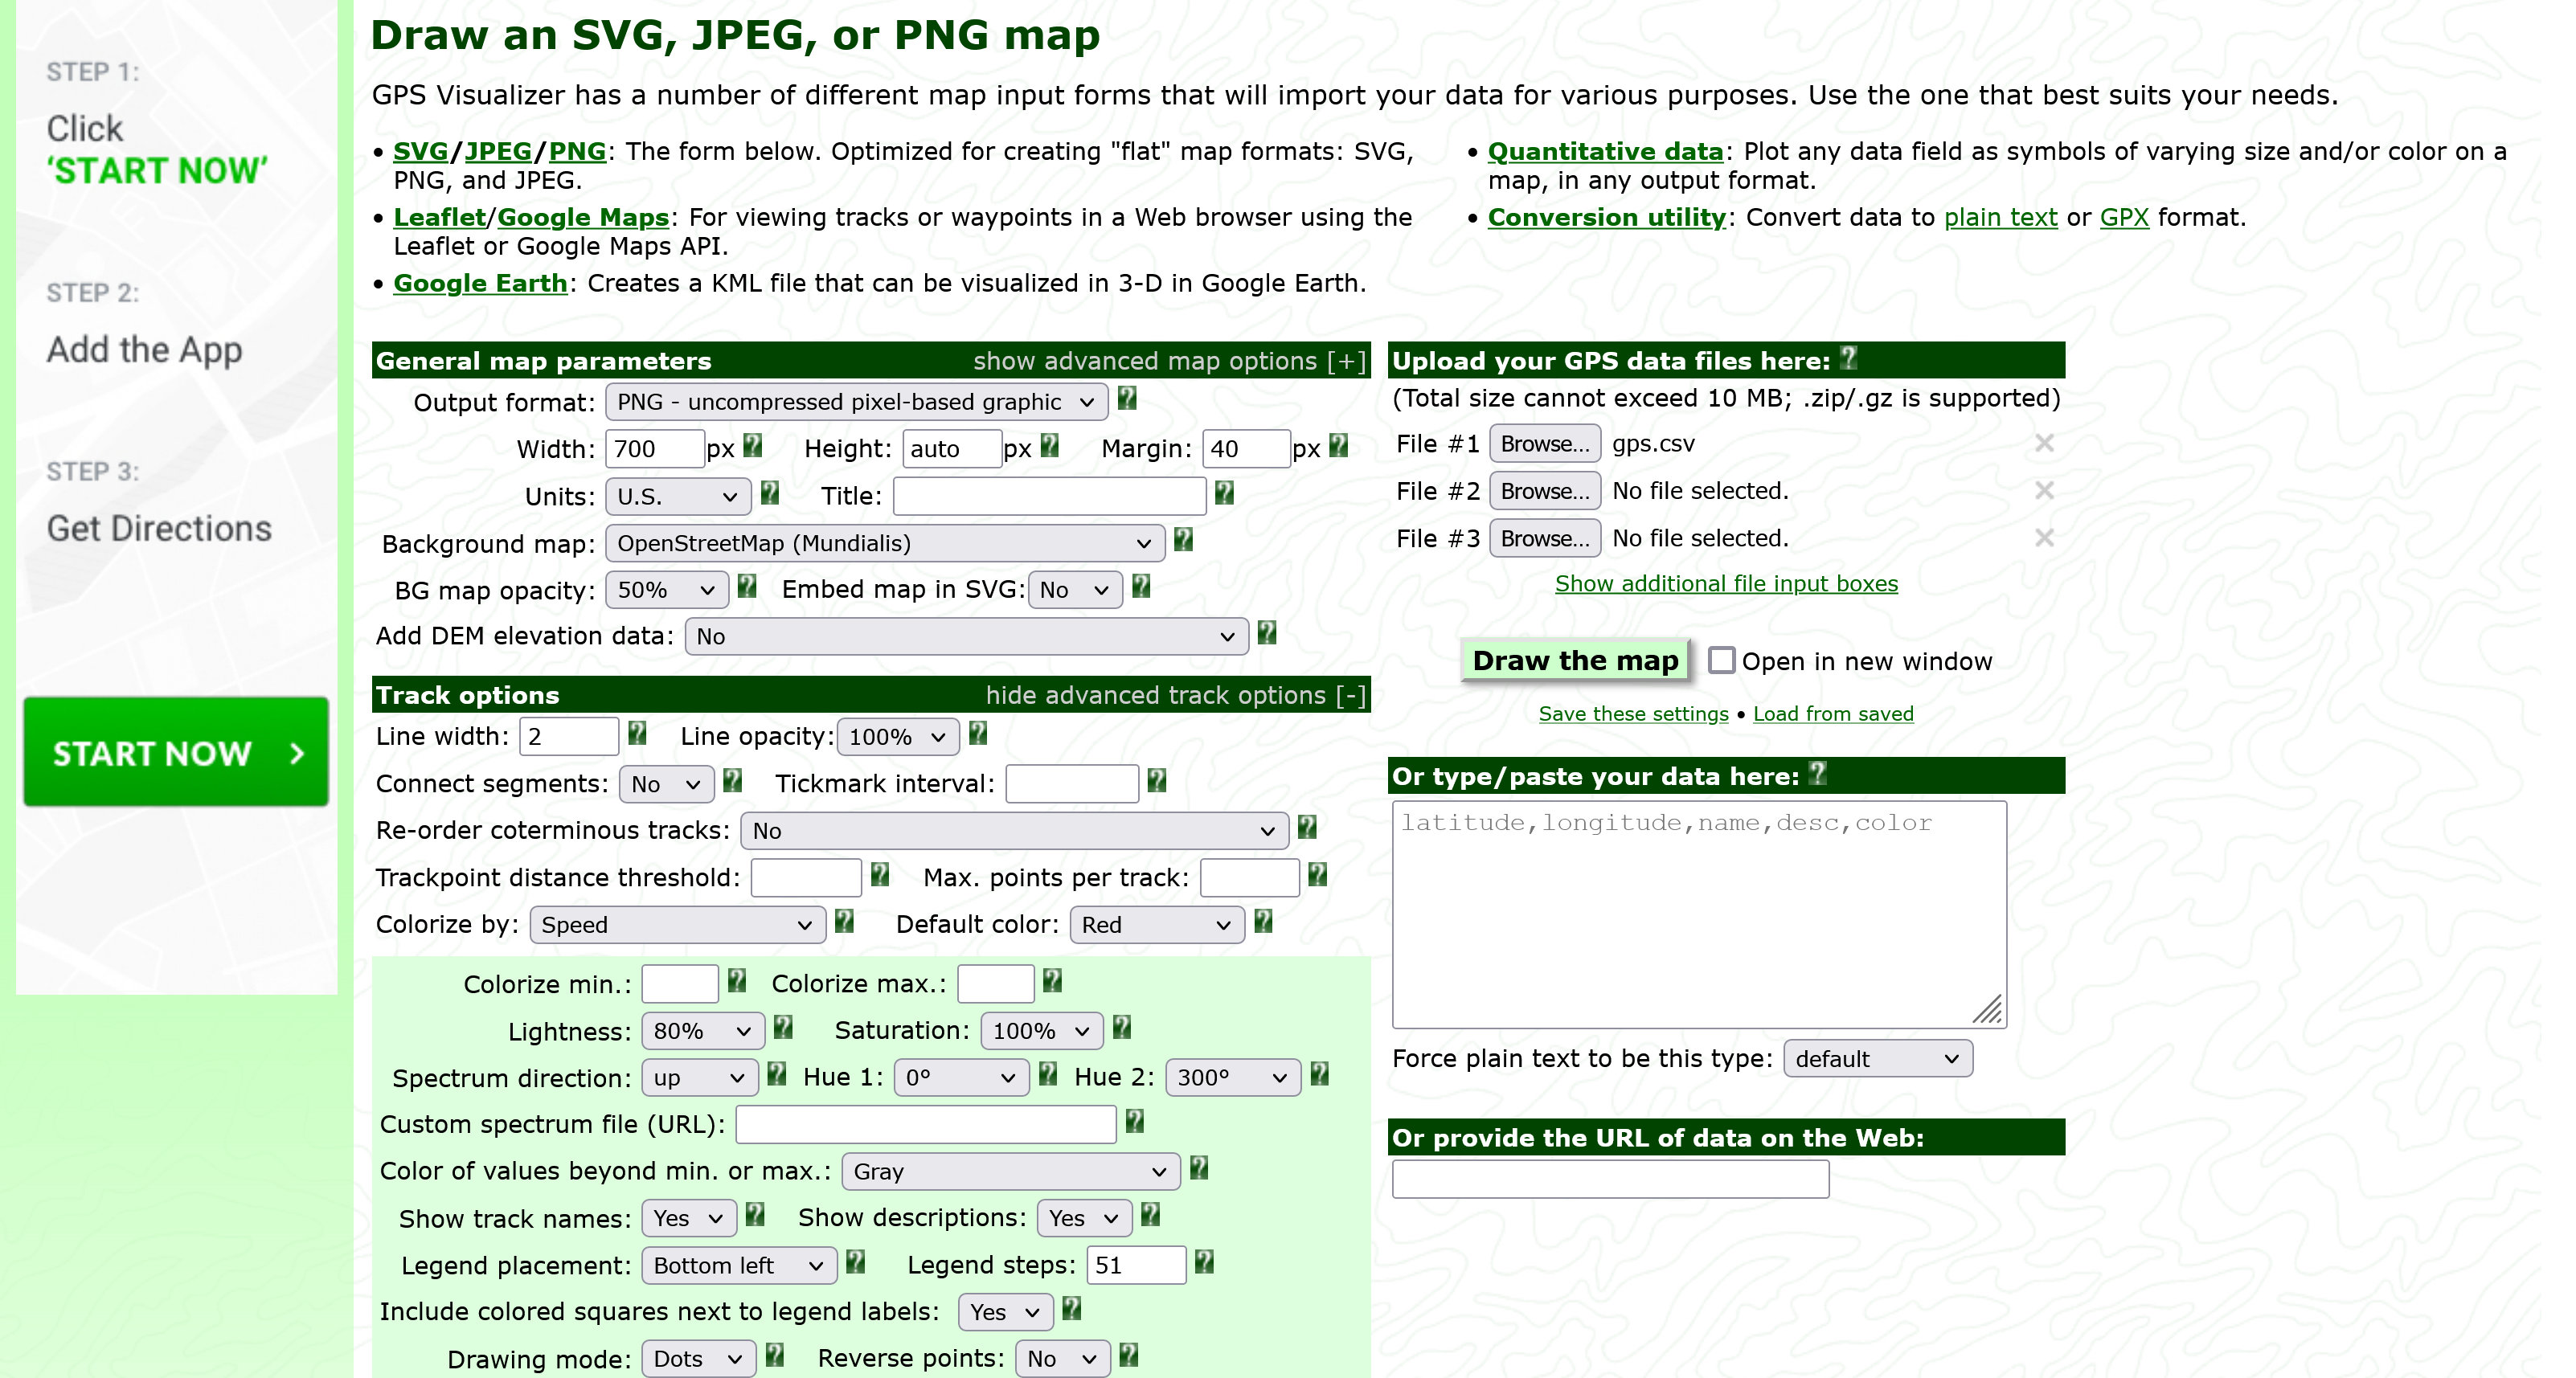 STEP 1:
Click
‘START NOW’
STEP 2:
Add the App
STEP 3:
Get Directions
START NOW
Draw an SVG, JPEG, or PNG map
GPS Visualizer has a number of different map input forms that will import your data for various purposes. Use the one that best suits your needs.
• SVG/JPEG/PNG: The form below. Optimized for creating "flat" map formats: SVG,
PNG, and JPEG.
• Leaflet/Google Maps: For viewing tracks or waypoints in a Web browser using the
Leaflet or Google Maps API.
• Google Earth: Creates a KML file that can be visualized in 3-D in Google Earth.
• Quantitative data: Plot any data field as symbols of varying size and/or color on a
map, in any output format.
• Conversion utility: Convert data to plain text or GPX format.
General map parameters show advanced map options [+]
Output format: PNG - uncompressed pixel-based graphic ?
Width: 700 px ? Height: auto px ? Margin: 40 px ?
Units: U.S. ? Title: ?
Background map: OpenStreetMap (Mundialis) ?
BG map opacity: 50% ? Embed map in SVG: No ?
Add DEM elevation data: No ?
Track options hide advanced track options [-]
Line width: 2 ? Line opacity: 100% ?
Connect segments: No ? Tickmark interval: ?
Re-order coterminous tracks: No ?
Trackpoint distance threshold: ? Max. points per track: ?
Colorize by: Speed ? Default color: Red ?
Colorize min.: ? Colorize max.: ?
Lightness: 80% ? Saturation: 100% ?
Spectrum direction: up ? Hue 1: 0° ? Hue 2: 300° ?
Custom spectrum file (URL): ?
Color of values beyond min. or max.: Gray ?
Show track names: Yes ? Show descriptions: Yes ?
Legend placement: Bottom left ? Legend steps: 51 ?
Include colored squares next to legend labels: Yes ?
Drawing mode: Dots ? Reverse points: No ?
Upload your GPS data files here: ?
(Total size cannot exceed 10 MB; .zip/.gz is supported)
File #1 Browse... gps.csv ×
File #2 Browse... No file selected. ×
File #3 Browse... No file selected. ×
Show additional file input boxes
Draw the map Open in new window
Save these settings • Load from saved
Or type/paste your data here: ?
latitude,longitude,name,desc,color
Force plain text to be this type: default
Or provide the URL of data on the Web: